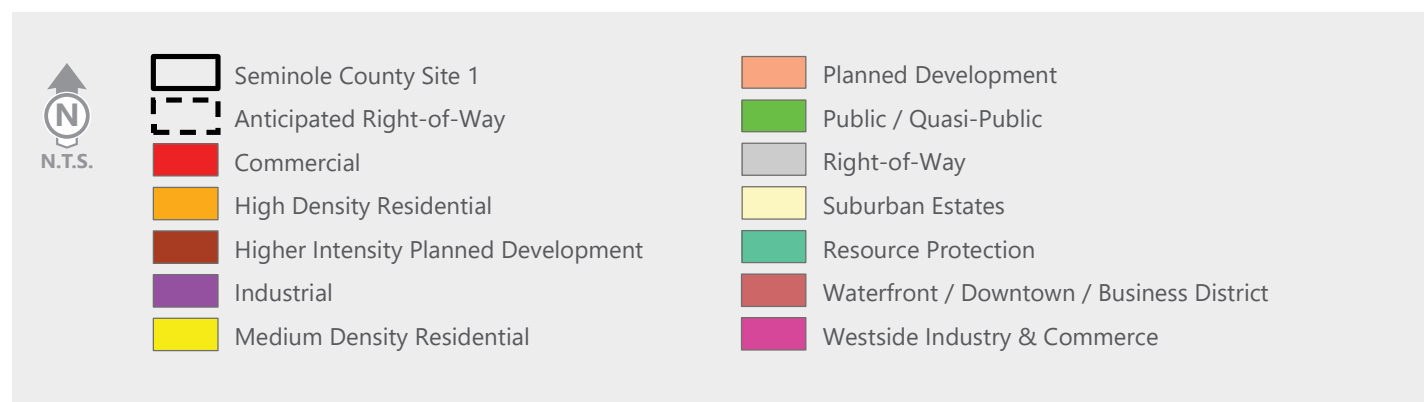 N
N.T.S.
Seminole County Site 1
Anticipated Right-of-Way
Commercial
High Density Residential
Higher Intensity Planned Development
Industrial
Medium Density Residential
Planned Development
Public / Quasi-Public
Right-of-Way
Suburban Estates
Resource Protection
Waterfront / Downtown / Business District
Westside Industry & Commerce